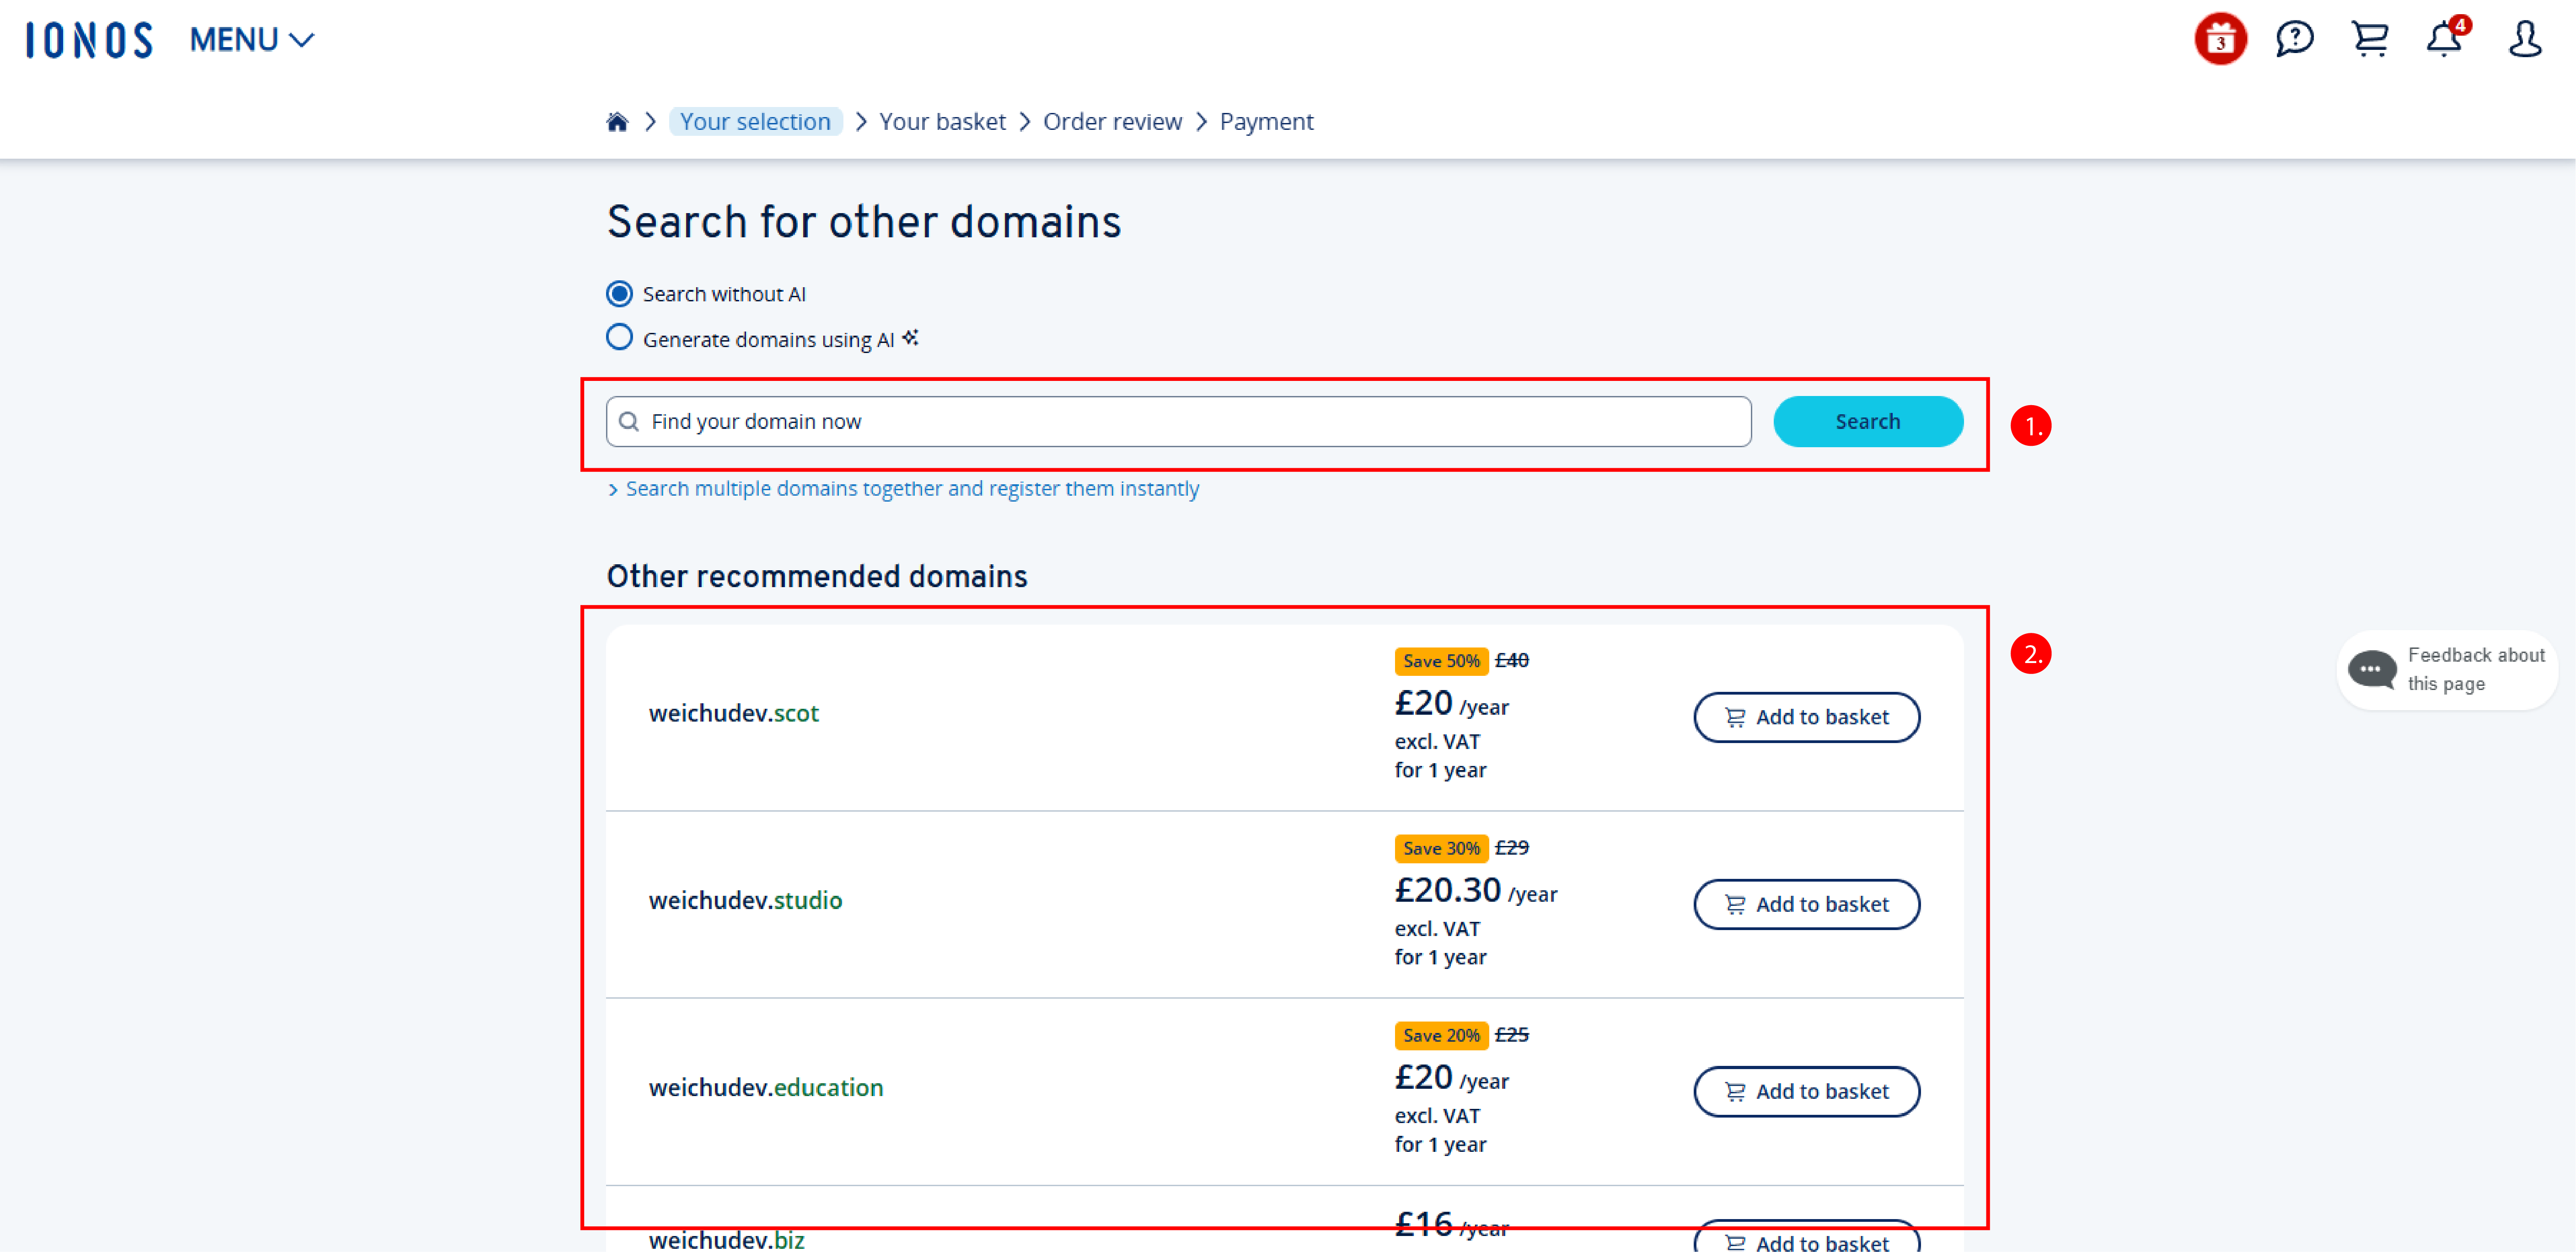 IONOS MENU
3
4
Your selection Your basket Order review Payment
Search for other domains
Search without AI
Generate domains using AI
Find your domain now
Search
1.
> Search multiple domains together and register them instantly
Other recommended domains
2.
weichudev.scot
Save 50% £40
£20 /year
excl. VAT
for 1 year
Add to basket
Feedback about
this page
weichudev.studio
Save 30% £29
£20.30 /year
excl. VAT
for 1 year
Add to basket
weichudev.education
Save 20% £25
£20 /year
excl. VAT
for 1 year
Add to basket
weichudev.biz
£16 /year
Add to basket